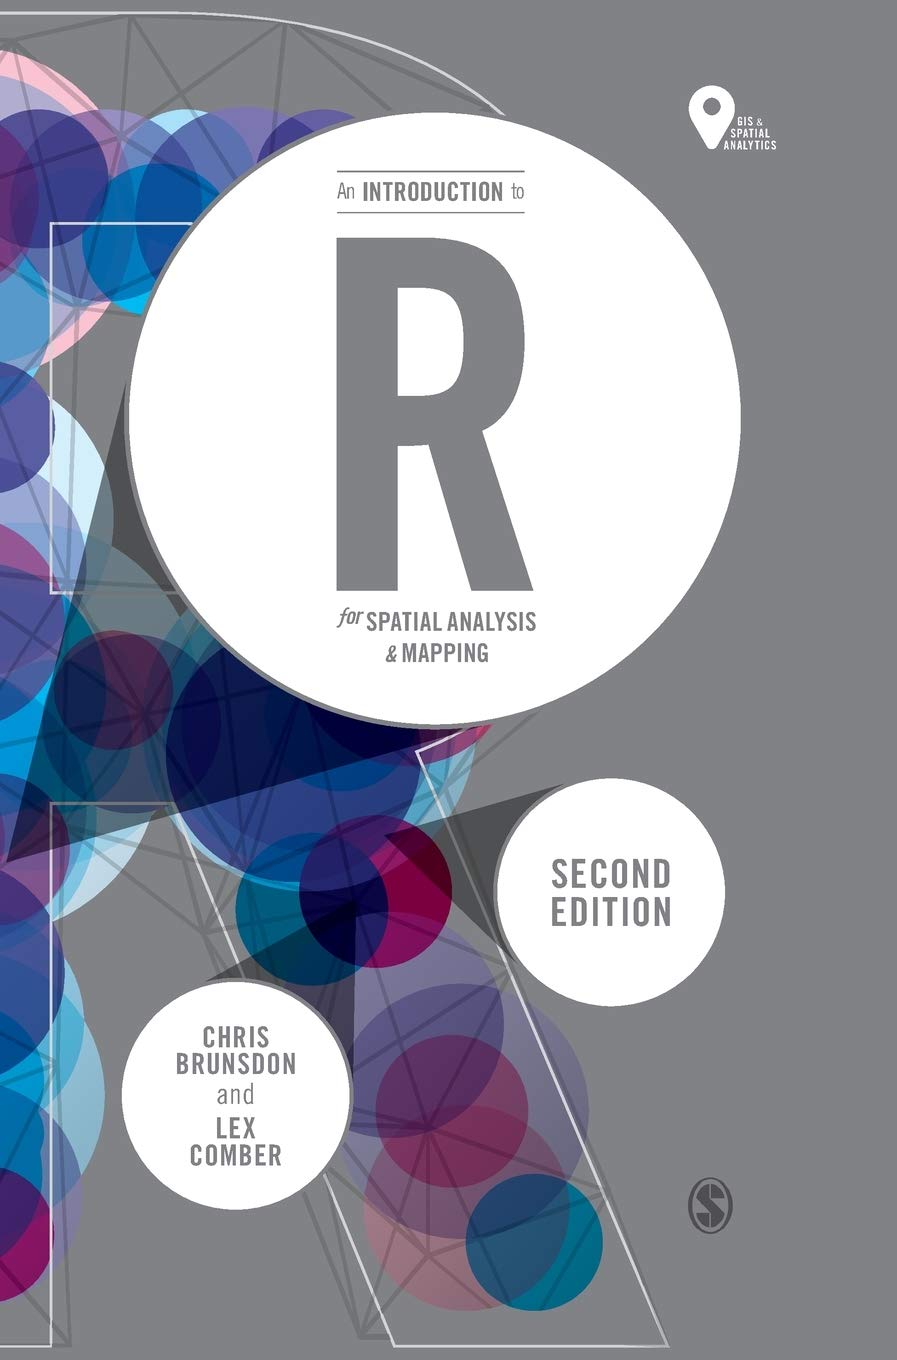 GIS &
SPATIAL
ANALYTICS
An INTRODUCTION to
R
for SPATIAL ANALYSIS
& MAPPING
SECOND
EDITION
CHRIS
BRUNSDON
and
LEX
COMBER
S